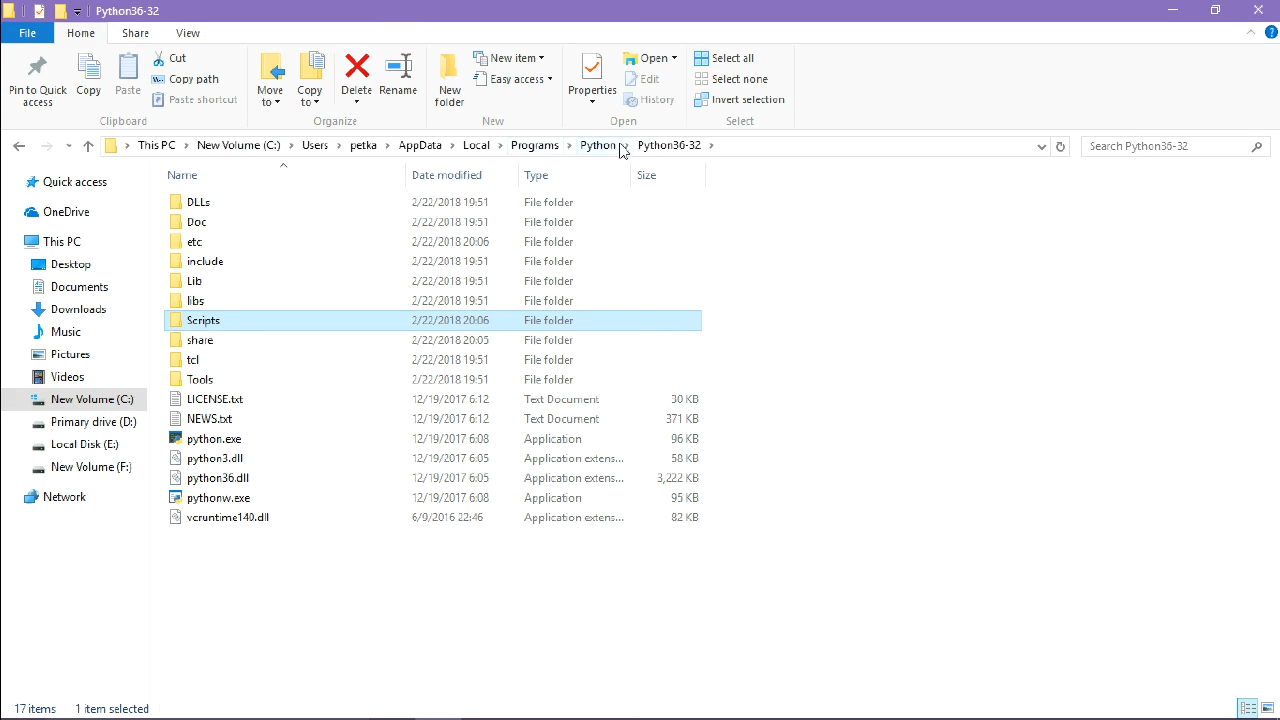 Python36-32
File Home Share View
Pin to Quick access
Copy
Paste
Cut
Copy path
Paste shortcut
Clipboard
Move to
Copy to
Delete
Rename
Organize
New folder
New item
Easy access
New
Properties
Open
Edit
History
Open
Select all
Select none
Invert selection
Select
This PC New Volume (C:) Users petka AppData Local Programs Python Python36-32
Search Python36-32
Quick access
OneDrive
This PC
Desktop
Documents
Downloads
Music
Pictures
Videos
New Volume (C:)
Primary drive (D:)
Local Disk (E:)
New Volume (F:)
Network
Name Date modified Type Size
DLLs 2/22/2018 19:51 File folder
Doc 2/22/2018 19:51 File folder
etc 2/22/2018 20:06 File folder
include 2/22/2018 19:51 File folder
Lib 2/22/2018 19:51 File folder
libs 2/22/2018 19:51 File folder
Scripts 2/22/2018 20:06 File folder
share 2/22/2018 20:05 File folder
tcl 2/22/2018 19:51 File folder
Tools 2/22/2018 19:51 File folder
LICENSE.txt 12/19/2017 6:12 Text Document 30 KB
NEWS.txt 12/19/2017 6:12 Text Document 371 KB
python.exe 12/19/2017 6:08 Application 96 KB
python3.dll 12/19/2017 6:05 Application extens... 58 KB
python36.dll 12/19/2017 6:05 Application extens... 3,222 KB
pythonw.exe 12/19/2017 6:08 Application 95 KB
vcruntime140.dll 6/9/2016 22:46 Application extens... 82 KB
17 items 1 item selected